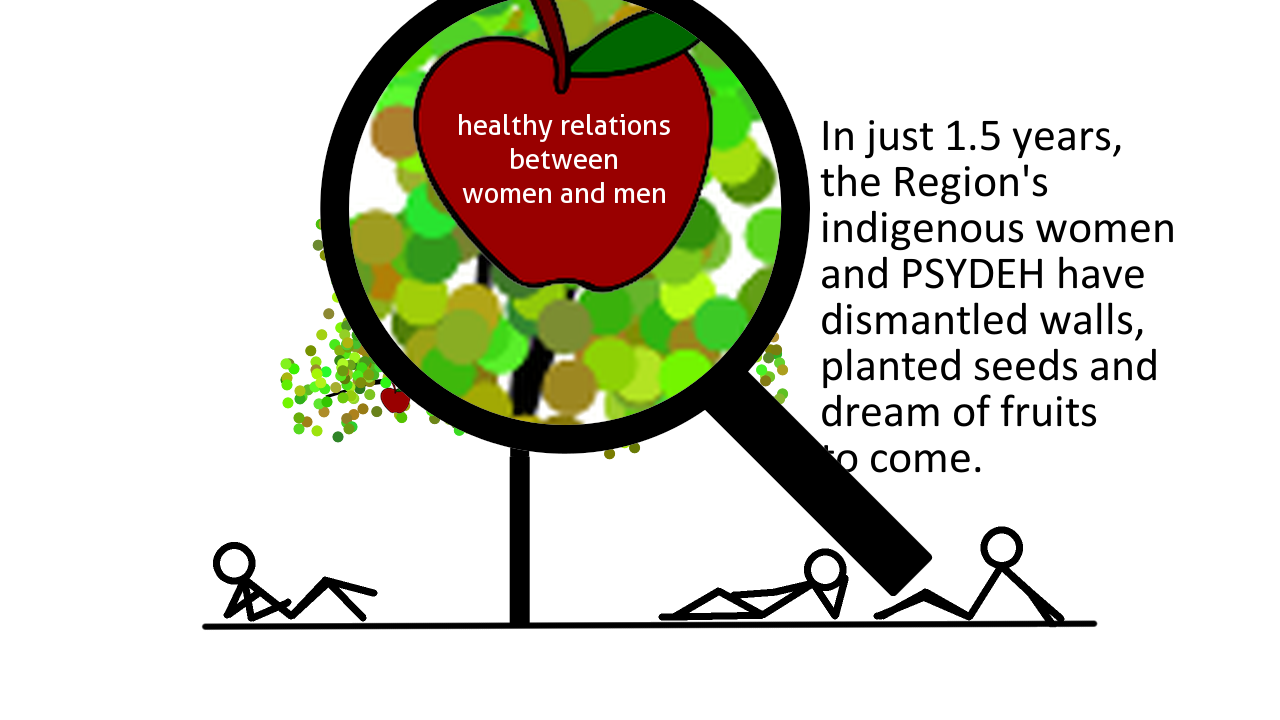 healthy relations
between
women and men
In just 1.5 years,
the Region's
indigenous women
and PSYDEH have
dismantled walls,
planted seeds and
dream of fruits
to come.